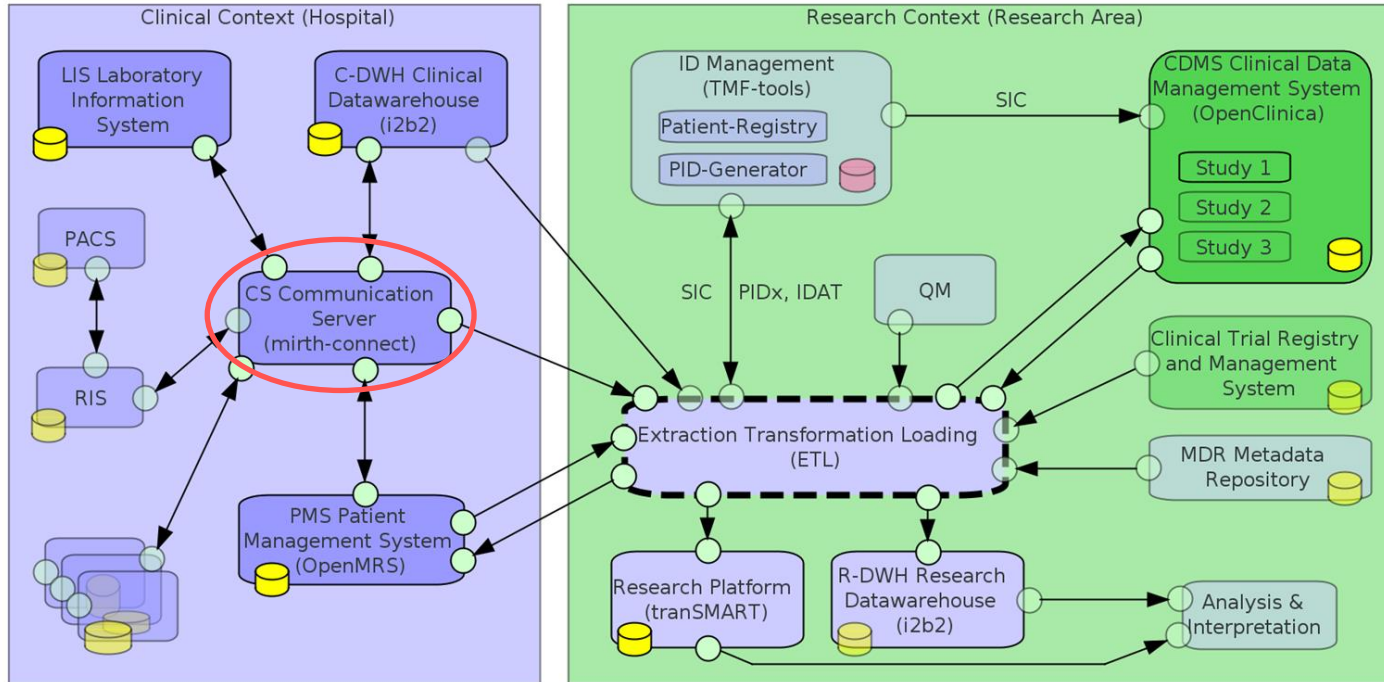 Clinical Context (Hospital)
LIS Laboratory
Information
System
C-DWH Clinical
Datawarehouse
(i2b2)
PACS
CS Communication
Server
(mirth-connect)
RIS
PMS Patient
Management System
(OpenMRS)
Research Context (Research Area)
ID Management
(TMF-tools)
Patient-Registry
PID-Generator
SIC
CDMS Clinical Data
Management System
(OpenClinica)
Study 1
Study 2
Study 3
SIC
PIDx, IDAT
QM
Clinical Trial Registry
and Management
System
Extraction Transformation Loading
(ETL)
MDR Metadata
Repository
Research Platform
(tranSMART)
R-DWH Research
Datawarehouse
(i2b2)
Analysis &
Interpretation